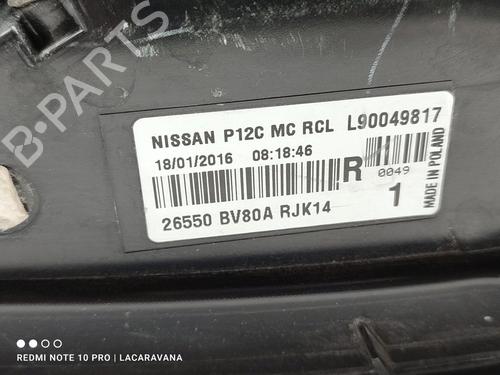 NISSAN P12C MC RCL L90049817
18/01/2016 08:18:46
R
0049
1
MADE IN POLAND
26550 BV80A RJK14
B-PARTS
REDMI NOTE 10 PRO | LACARAVANA